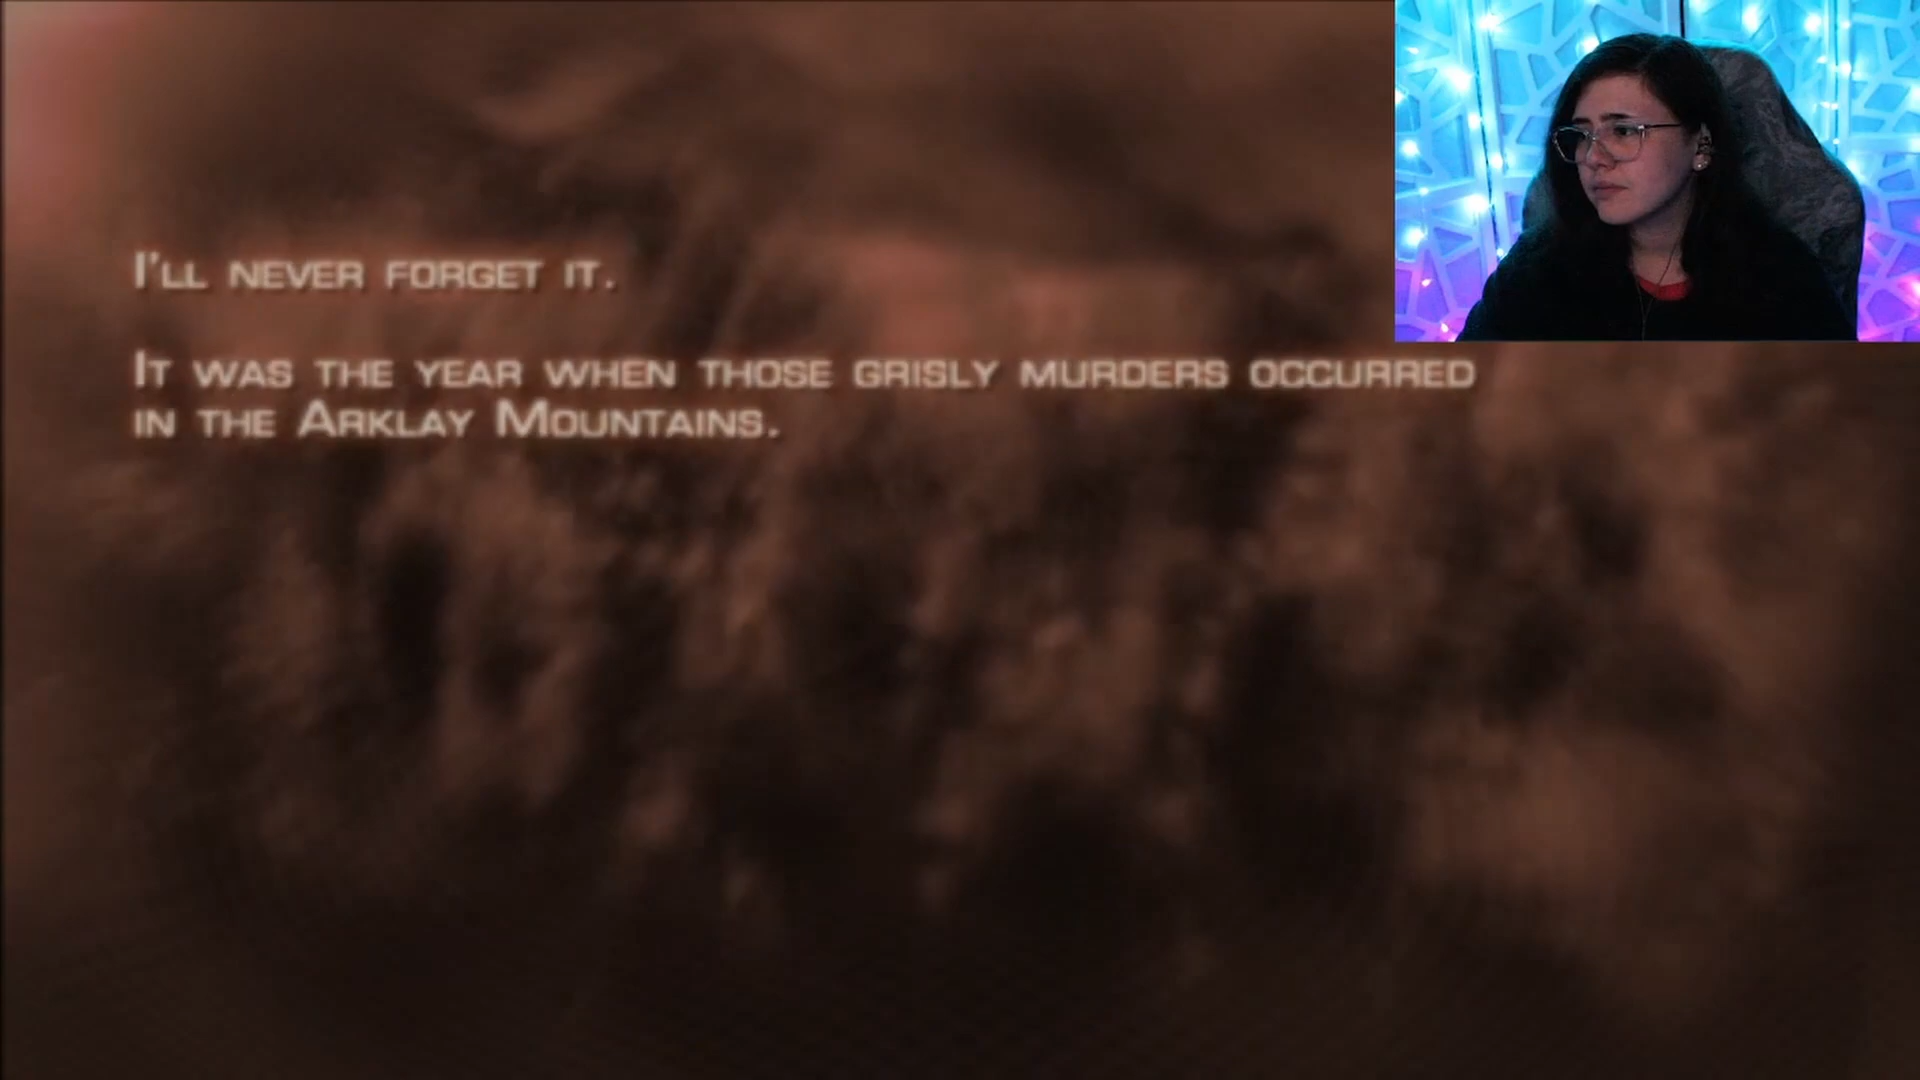 I'll never forget it.
It was the year when those grisly murders occurred
in the Arklay Mountains.